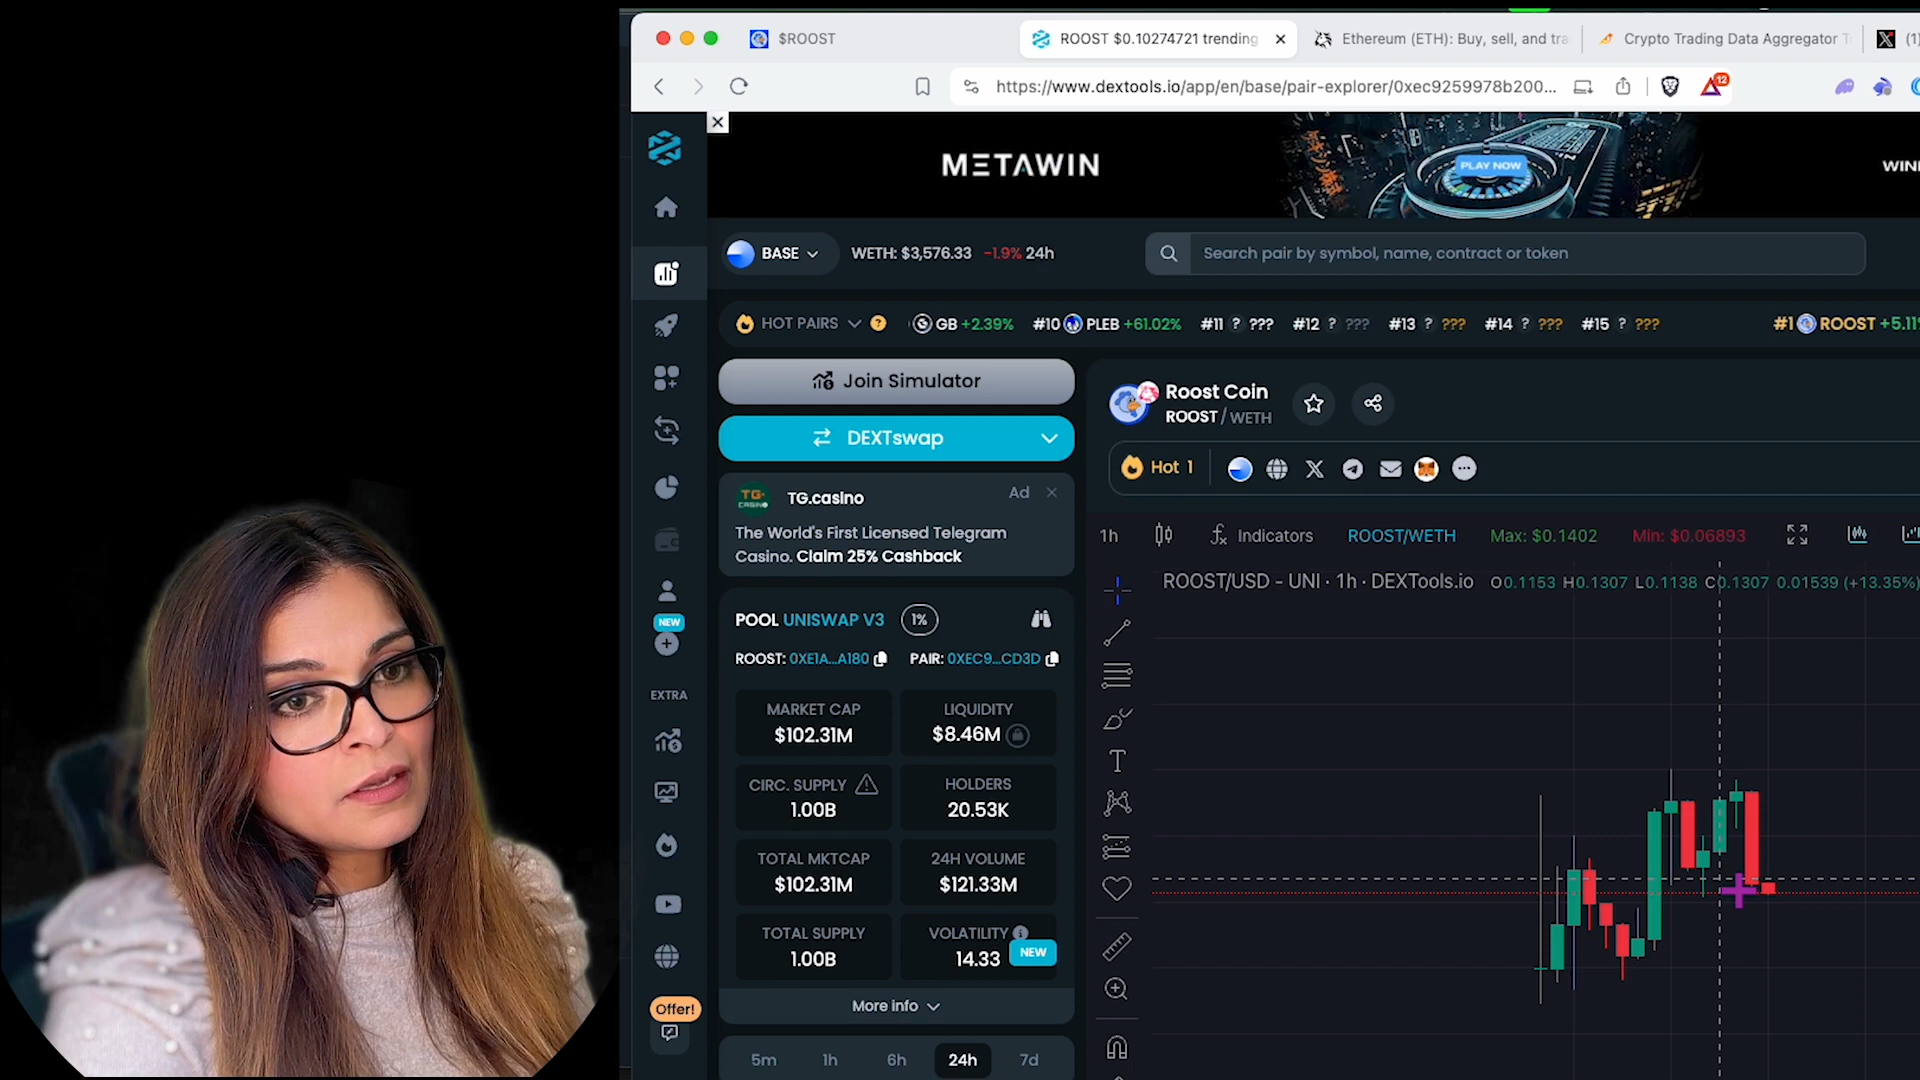 $ROOST
ROOST $0.10274721 trending
Ethereum (ETH): Buy, sell, and tra
Crypto Trading Data Aggregator T
(1)
https://www.dextools.io/app/en/base/pair-explorer/0xec9259978b200...
12
METAWIN
PLAY NOW
BASE
WETH: $3,576.33 -1.9% 24h
Search pair by symbol, name, contract or token
HOT PAIRS
GB +2.39%
#10 PLEB +61.02%
#11 ? ???
#12 ? ???
#13 ? ???
#14 ? ???
#15 ? ???
#1 ROOST +5.11
Join Simulator
DEXTswap
TG.casino
Ad
The World's First Licensed Telegram
Casino. Claim 25% Cashback
Roost Coin
ROOST / WETH
Hot 1
1h
Indicators
ROOST/WETH
Max: $0.1402
Min: $0.06893
ROOST/USD - UNI · 1h · DEXTools.io
O0.1153 H0.1307 L0.1138 C0.1307 0.01539 (+13.35%)
POOL UNISWAP V3
1%
ROOST: 0XE1A...A180
PAIR: 0XEC9...CD3D
MARKET CAP
$102.31M
LIQUIDITY
$8.46M
CIRC. SUPPLY
1.00B
HOLDERS
20.53K
TOTAL MKTCAP
$102.31M
24H VOLUME
$121.33M
TOTAL SUPPLY
1.00B
VOLATILITY
14.33
NEW
More info
5m
1h
6h
24h
7d
NEW
EXTRA
Offer!